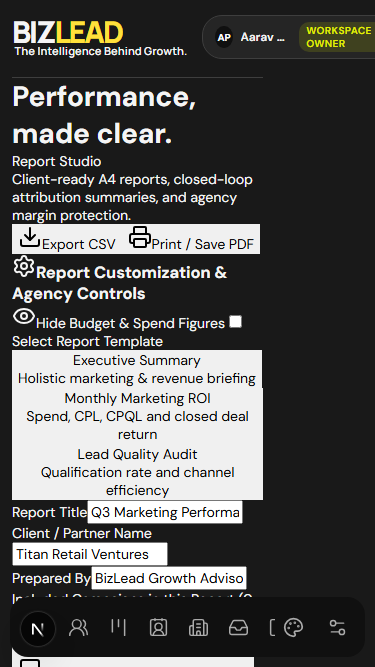 BIZLEAD
The Intelligence Behind Growth.
AP Aarav ...
WORKSPACE
OWNER
Performance,
made clear.
Report Studio
Client-ready A4 reports, closed-loop
attribution summaries, and agency
margin protection.
Export CSV Print / Save PDF
Report Customization &
Agency Controls
Hide Budget & Spend Figures
Select Report Template
Executive Summary
Holistic marketing & revenue briefing
Monthly Marketing ROI
Spend, CPL, CPQL and closed deal
return
Lead Quality Audit
Qualification rate and channel
efficiency
Report Title Q3 Marketing Performa
Client / Partner Name
Titan Retail Ventures
Prepared By BizLead Growth Adviso
N